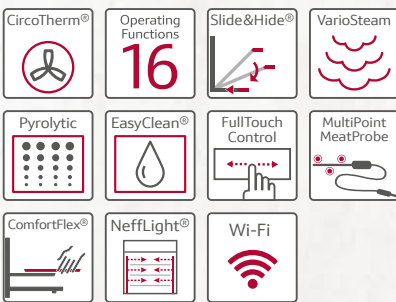 CircoTherm®
Operating
Functions
16
Slide&Hide®
VarioSteam
Pyrolytic
EasyClean®
FullTouch
Control
MultiPoint
MeatProbe
ComfortFlex®
NeffLight®
Wi-Fi